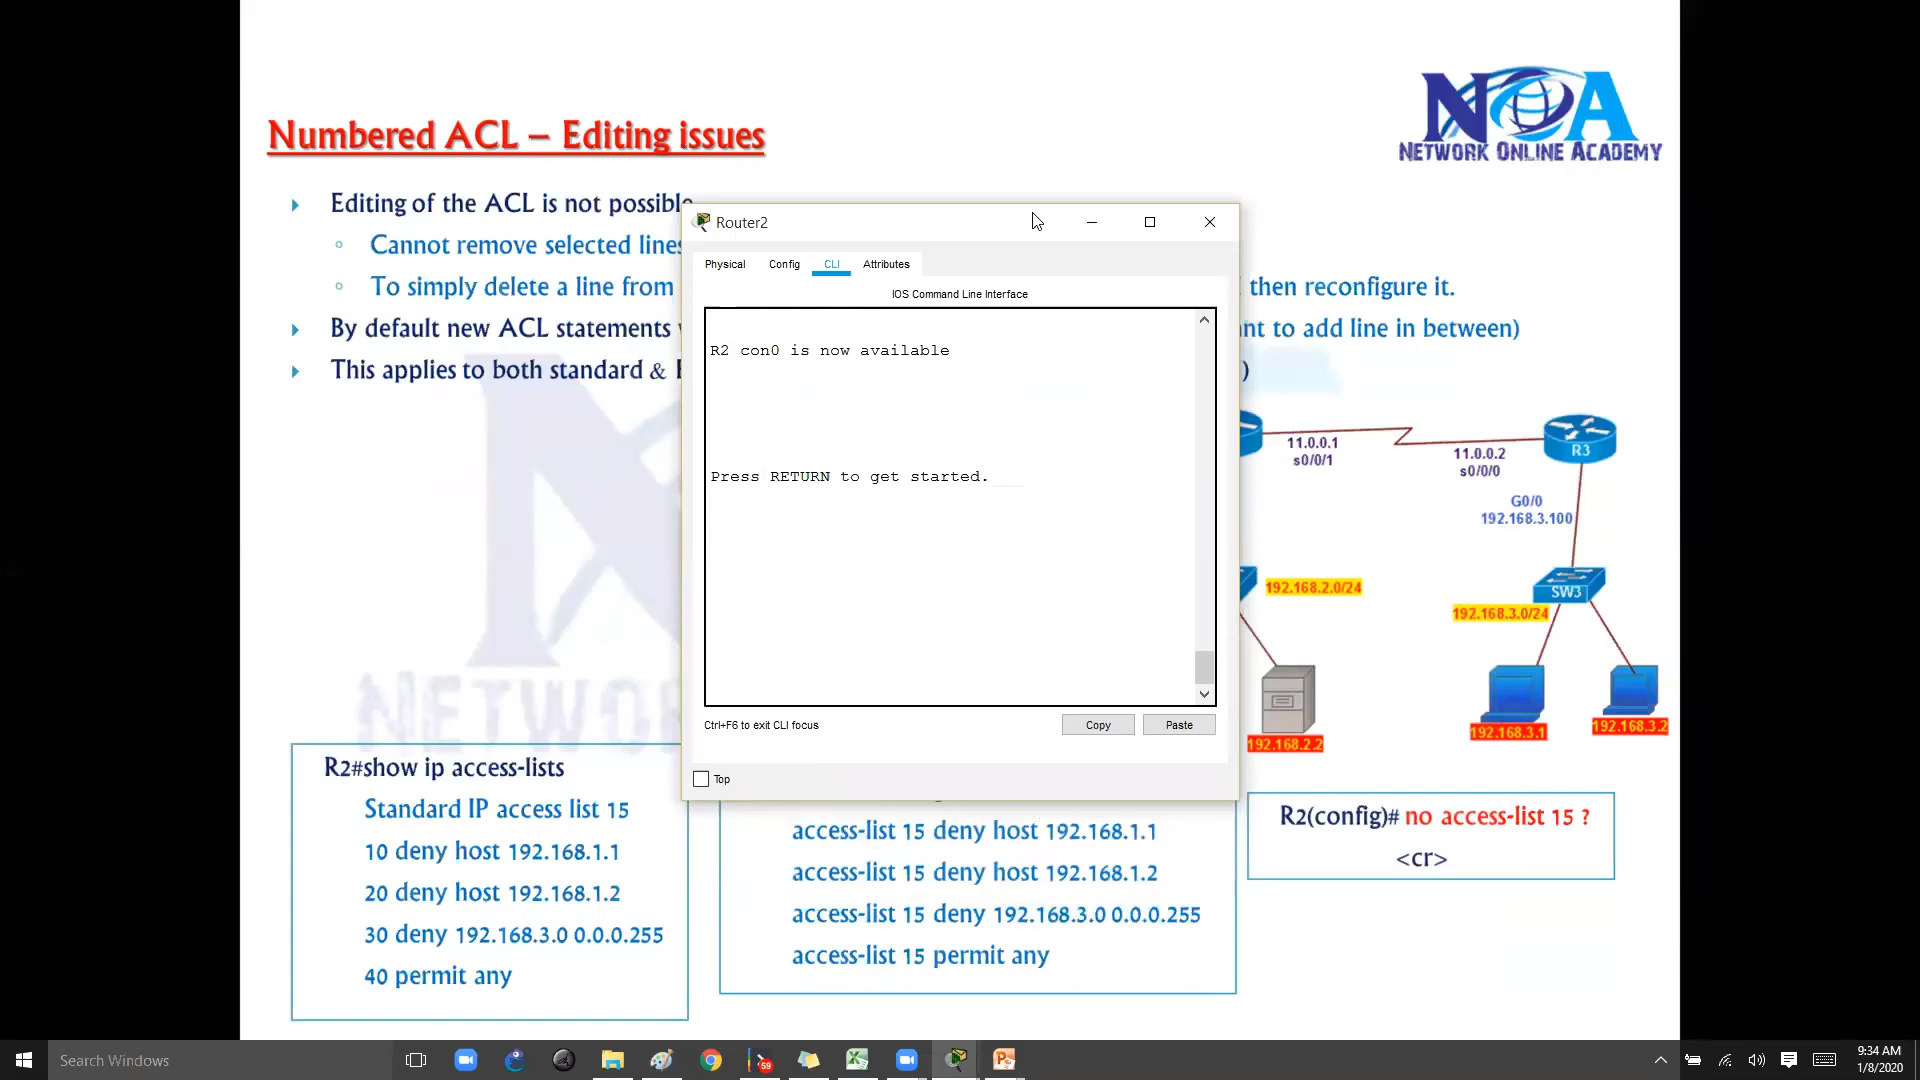 NOA
NETWORK ONLINE ACADEMY
Numbered ACL – Editing issues
Editing of the ACL is not possible
Cannot remove selected lines
To simply delete a line from
then reconfigure it.
By default new ACL statements
nt to add line in between)
This applies to both standard &
)
Router2
Physical Config CLI Attributes
IOS Command Line Interface
R2 con0 is now available
Press RETURN to get started.
Ctrl+F6 to exit CLI focus
Copy
Paste
Top
11.0.0.1
s0/0/1
11.0.0.2
s0/0/0
R3
G0/0
192.168.3.100
192.168.2.0/24
SW3
192.168.3.0/24
192.168.2.2
192.168.3.1
192.168.3.2
R2#show ip access-lists
Standard IP access list 15
10 deny host 192.168.1.1
20 deny host 192.168.1.2
30 deny 192.168.3.0 0.0.0.255
40 permit any
access-list 15 deny host 192.168.1.1
access-list 15 deny host 192.168.1.2
access-list 15 deny 192.168.3.0 0.0.0.255
access-list 15 permit any
R2(config)# no access-list 15 ?
<cr>
Search Windows
59
9:34 AM
1/8/2020